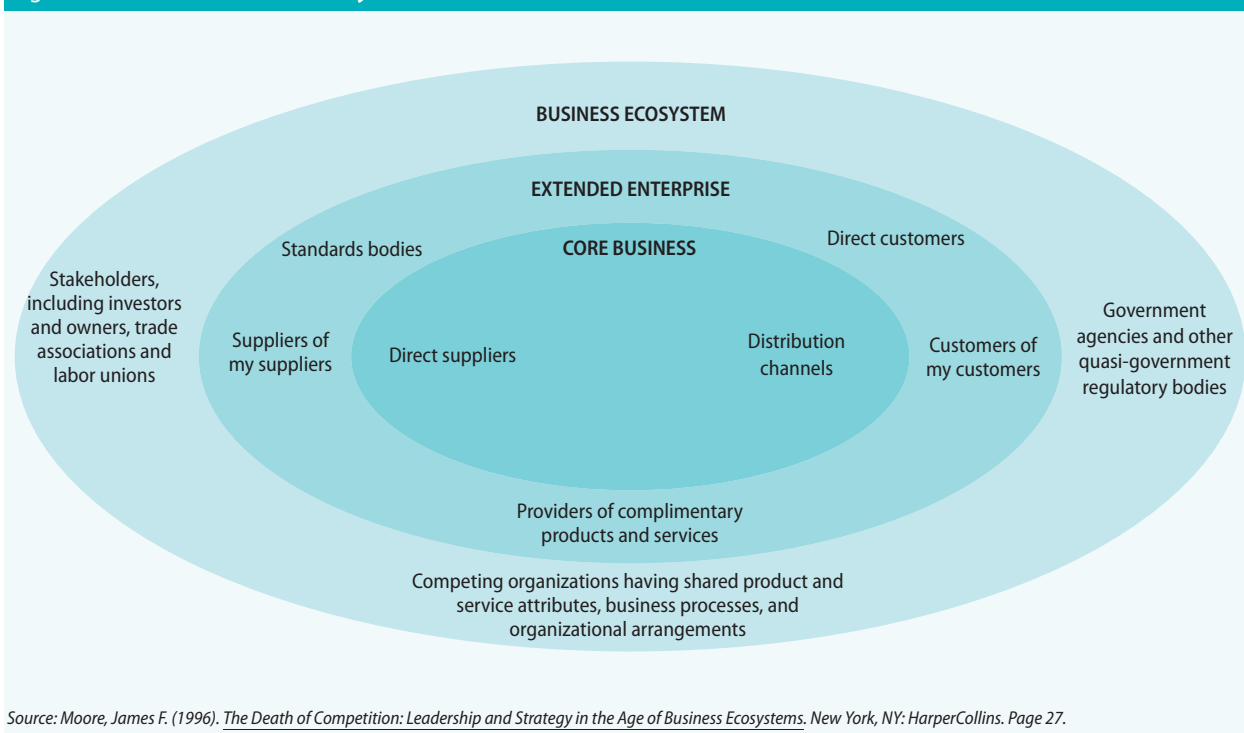 BUSINESS ECOSYSTEM
EXTENDED ENTERPRISE
CORE BUSINESS
Standards bodies
Direct customers
Stakeholders,
including investors
and owners, trade
associations and
labor unions
Suppliers of
my suppliers
Direct suppliers
Distribution
channels
Customers of
my customers
Government
agencies and other
quasi-government
regulatory bodies
Providers of complimentary
products and services
Competing organizations having shared product and
service attributes, business processes, and
organizational arrangements
Source: Moore, James F. (1996). The Death of Competition: Leadership and Strategy in the Age of Business Ecosystems. New York, NY: HarperCollins. Page 27.